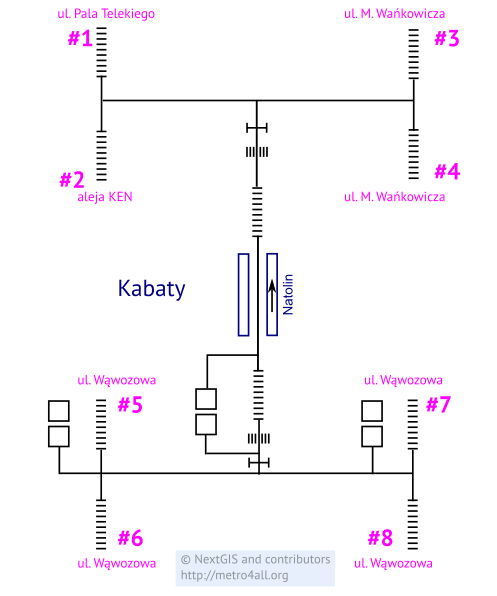 ul. Pala Telekiego
ul. M. Wańkowicza
#1
#3
#2
#4
aleja KEN
ul. M. Wańkowicza
Kabaty
Natolin
ul. Wąwozowa
ul. Wąwozowa
#5
#7
#6
#8
ul. Wąwozowa
ul. Wąwozowa
© NextGIS and contributors
http://metro4all.org